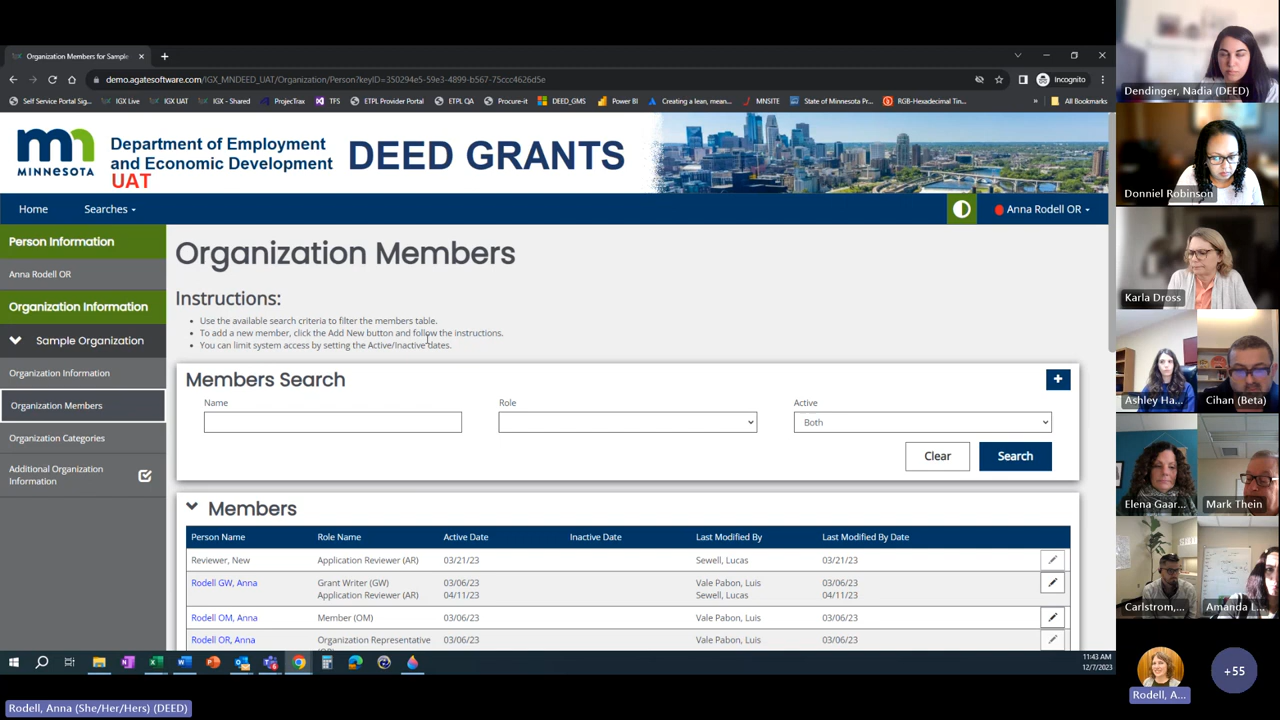 Organization Members for Sample
demo.agatesoftware.com/IGX_MNDEED_UAT/Organization/Person?keyID=350294e5-59e3-4899-b567-75ccc4626d5e
Incognito
Self Service Portal Sig...
IGX Live
IGX UAT
IGX - Shared
ProjecTrax
TFS
ETPL Provider Portal
ETPL QA
Procure-it
DEED_GMS
Power BI
Creating a lean, mean...
MNSITE
State of Minnesota Pr...
RGB-Hexadecimal Tin...
»
All Bookmarks
MINNESOTA
Department of Employment
and Economic Development
UAT
DEED GRANTS
Home
Searches
Anna Rodell OR
Person Information
Anna Rodell OR
Organization Information
Sample Organization
Organization Information
Organization Members
Organization Categories
Additional Organization
Information
Organization Members
Instructions:
Use the available search criteria to filter the members table.
To add a new member, click the Add New button and follow the instructions.
You can limit system access by setting the Active/Inactive dates.
Members Search
+
Name
Role
Active
Both
Clear
Search
Members
Person Name Role Name Active Date Inactive Date Last Modified By Last Modified By Date
Reviewer, New Application Reviewer (AR) 03/21/23 Sewell, Lucas 03/21/23
Rodell GW, Anna Grant Writer (GW) 03/06/23 Vale Pabon, Luis 03/06/23
Application Reviewer (AR) 04/11/23 Sewell, Lucas 04/11/23
Rodell OM, Anna Member (OM) 03/06/23 Vale Pabon, Luis 03/06/23
Rodell OR, Anna Organization Representative 03/06/23 Vale Pabon, Luis 03/06/23
11:43 AM
12/7/2023
Rodell, Anna (She/Her/Hers) (DEED)
Dendinger, Nadia (DEED)
Donniel Robinson
Karla Dross
Ashley Ha...
Cihan (Beta)
Elena Gaar...
Mark Thein
Carlstrom,...
Amanda L...
Rodell, A...
+55